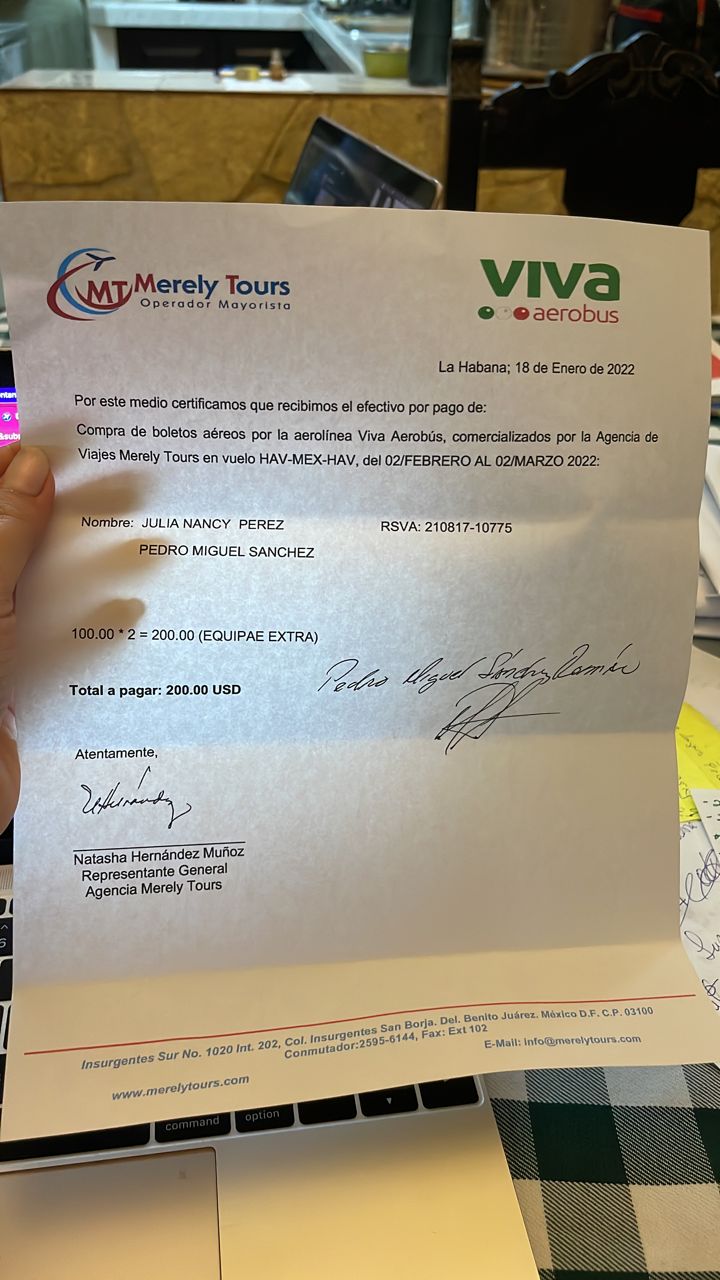 MT Merely Tours
Operador Mayorista
VIVA
aerobus
La Habana; 18 de Enero de 2022
Por este medio certificamos que recibimos el efectivo por pago de:
Compra de boletos aéreos por la aerolínea Viva Aerobús, comercializados por la Agencia de
Viajes Merely Tours en vuelo HAV-MEX-HAV, del 02/FEBRERO AL 02/MARZO 2022:
Nombre: JULIA NANCY PEREZ RSVA: 210817-10775
PEDRO MIGUEL SANCHEZ
100.00 * 2 = 200.00 (EQUIPAE EXTRA)
Pedro Miguel Sánchez Ramírez
Total a pagar: 200.00 USD
Atentamente,
Natasha Hernández Muñoz
Representante General
Agencia Merely Tours
Insurgentes Sur No. 1020 Int. 202, Col. Insurgentes San Borja. Del. Benito Juárez. México D.F. C.P. 03100
Conmutador:2595-6144, Fax: Ext 102
www.merelytours.com E-Mail: info@merelytours.com
command option